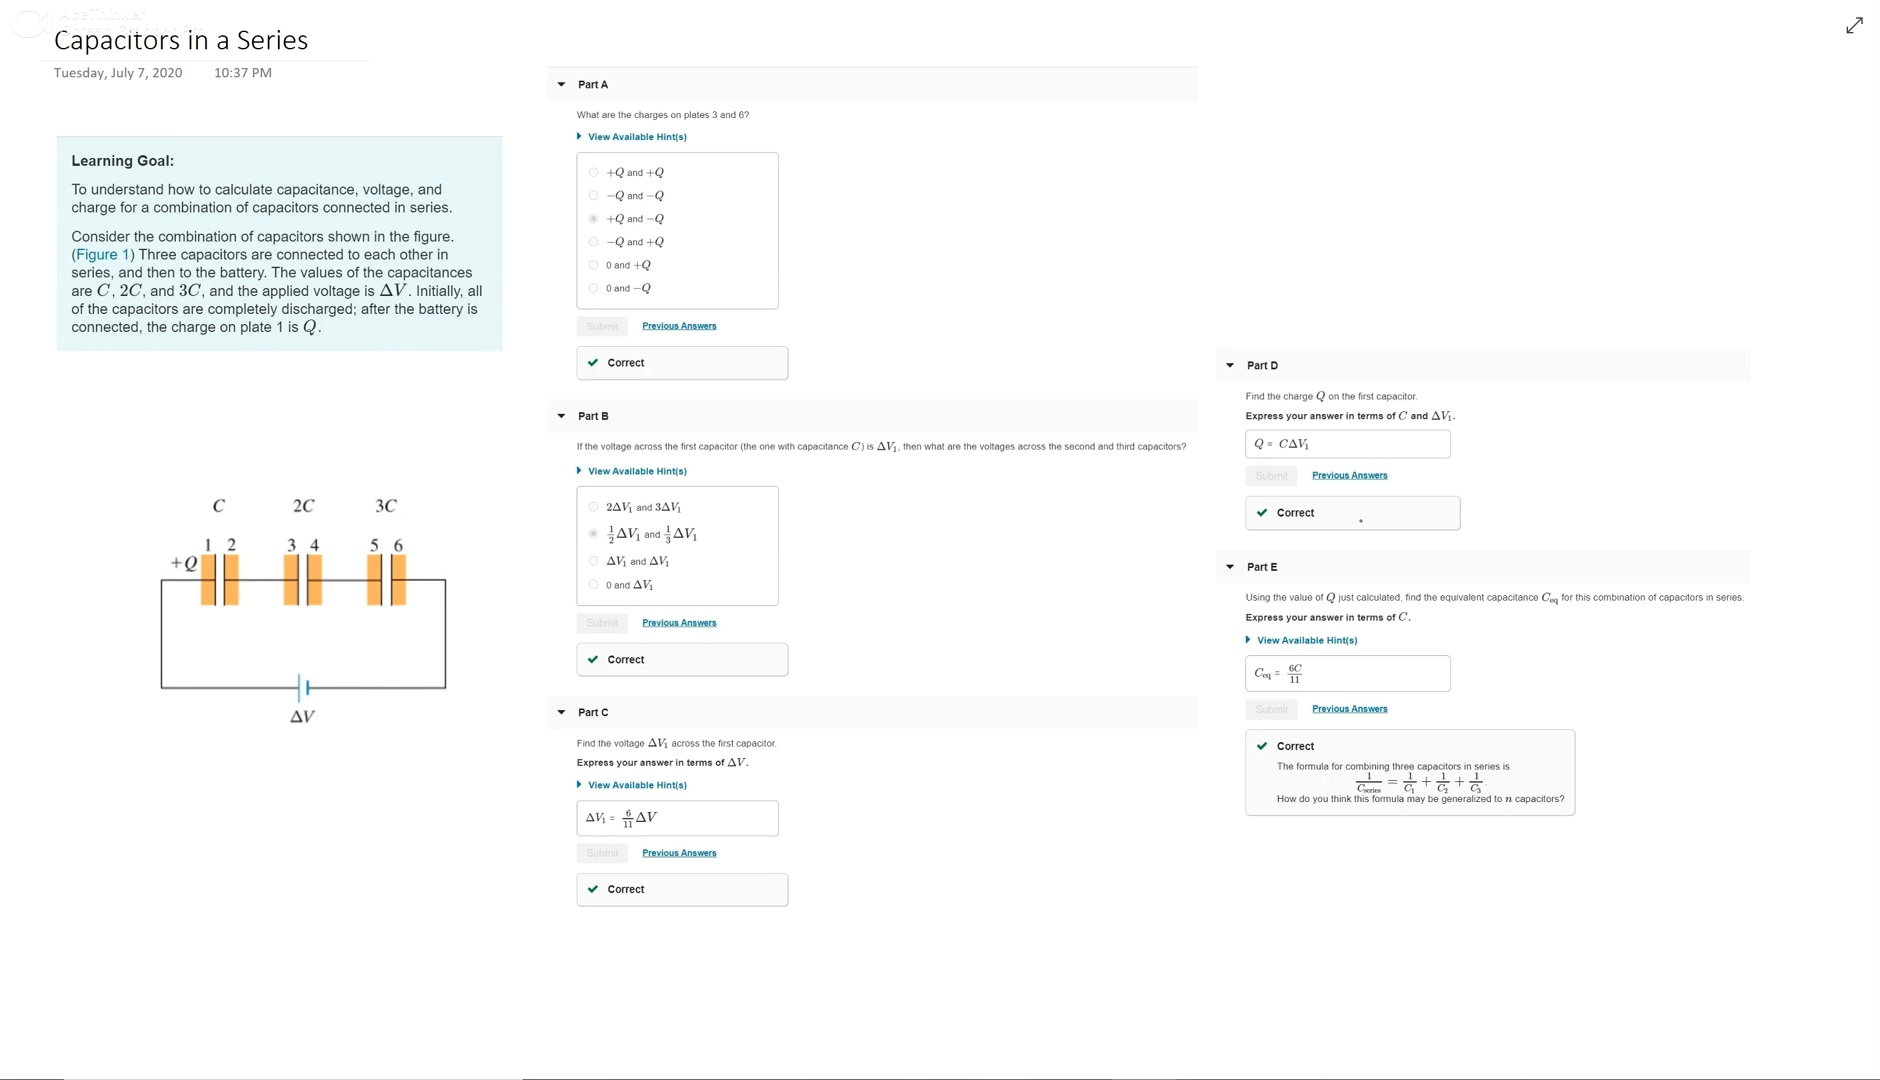 AceThinker
Capacitors in a Series
Tuesday, July 7, 2020 10:37 PM
Learning Goal:
To understand how to calculate capacitance, voltage, and
charge for a combination of capacitors connected in series.
Consider the combination of capacitors shown in the figure.
(Figure 1) Three capacitors are connected to each other in
series, and then to the battery. The values of the capacitances
are C, 2C, and 3C, and the applied voltage is ΔV. Initially, all
of the capacitors are completely discharged; after the battery is
connected, the charge on plate 1 is Q.
C 2C 3C
1 2 3 4 5 6
+Q
ΔV
Part A
What are the charges on plates 3 and 6?
View Available Hint(s)
+Q and +Q
−Q and −Q
+Q and −Q
−Q and +Q
0 and +Q
0 and −Q
Submit Previous Answers
Correct
Part B
If the voltage across the first capacitor (the one with capacitance C) is ΔV₁, then what are the voltages across the second and third capacitors?
View Available Hint(s)
2ΔV₁ and 3ΔV₁
1/2 ΔV₁ and 1/3 ΔV₁
ΔV₁ and ΔV₁
0 and ΔV₁
Submit Previous Answers
Correct
Part C
Find the voltage ΔV₁ across the first capacitor.
Express your answer in terms of ΔV.
View Available Hint(s)
ΔV₁ = 6/11 ΔV
Submit Previous Answers
Correct
Part D
Find the charge Q on the first capacitor.
Express your answer in terms of C and ΔV₁.
Q = CΔV₁
Submit Previous Answers
Correct
Part E
Using the value of Q just calculated, find the equivalent capacitance Ceq for this combination of capacitors in series.
Express your answer in terms of C.
View Available Hint(s)
Ceq = 6C/11
Submit Previous Answers
Correct
The formula for combining three capacitors in series is
1/Cseries = 1/C₁ + 1/C₂ + 1/C₃.
How do you think this formula may be generalized to n capacitors?